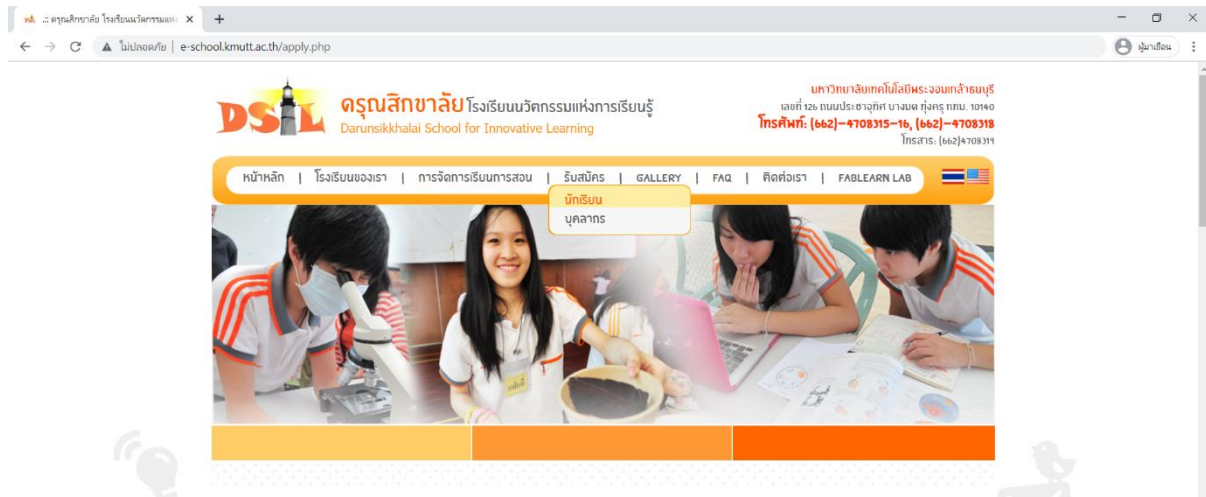 .:: ดรุณสิกขาลัย โรงเรียนนวัตกรรมแห่ง
ไม่ปลอดภัย | e-school.kmutt.ac.th/apply.php
ผู้มาเยือน
DSIL
ดรุณสิกขาลัย โรงเรียนนวัตกรรมแห่งการเรียนรู้
Darunsikkhalai School for Innovative Learning
มหาวิทยาลัยเทคโนโลยีพระจอมเกล้าธนบุรี
เลขที่ 126 ถนนประชาอุทิศ บางมด ทุ่งครุ กทม. 10140
โทรศัพท์: (662)-4708315-16, (662)-4708318
โทรสาร: (662)4708319
หน้าหลัก | โรงเรียนของเรา | การจัดการเรียนการสอน | รับสมัคร | GALLERY | FAQ | ติดต่อเรา | FABLEARN LAB
นักเรียน
บุคลากร